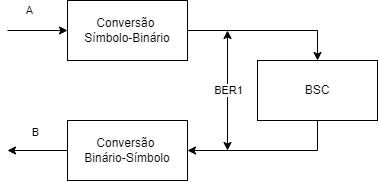 A
Conversão
Símbolo-Binário
BER1
BSC
B
Conversão
Binário-Símbolo